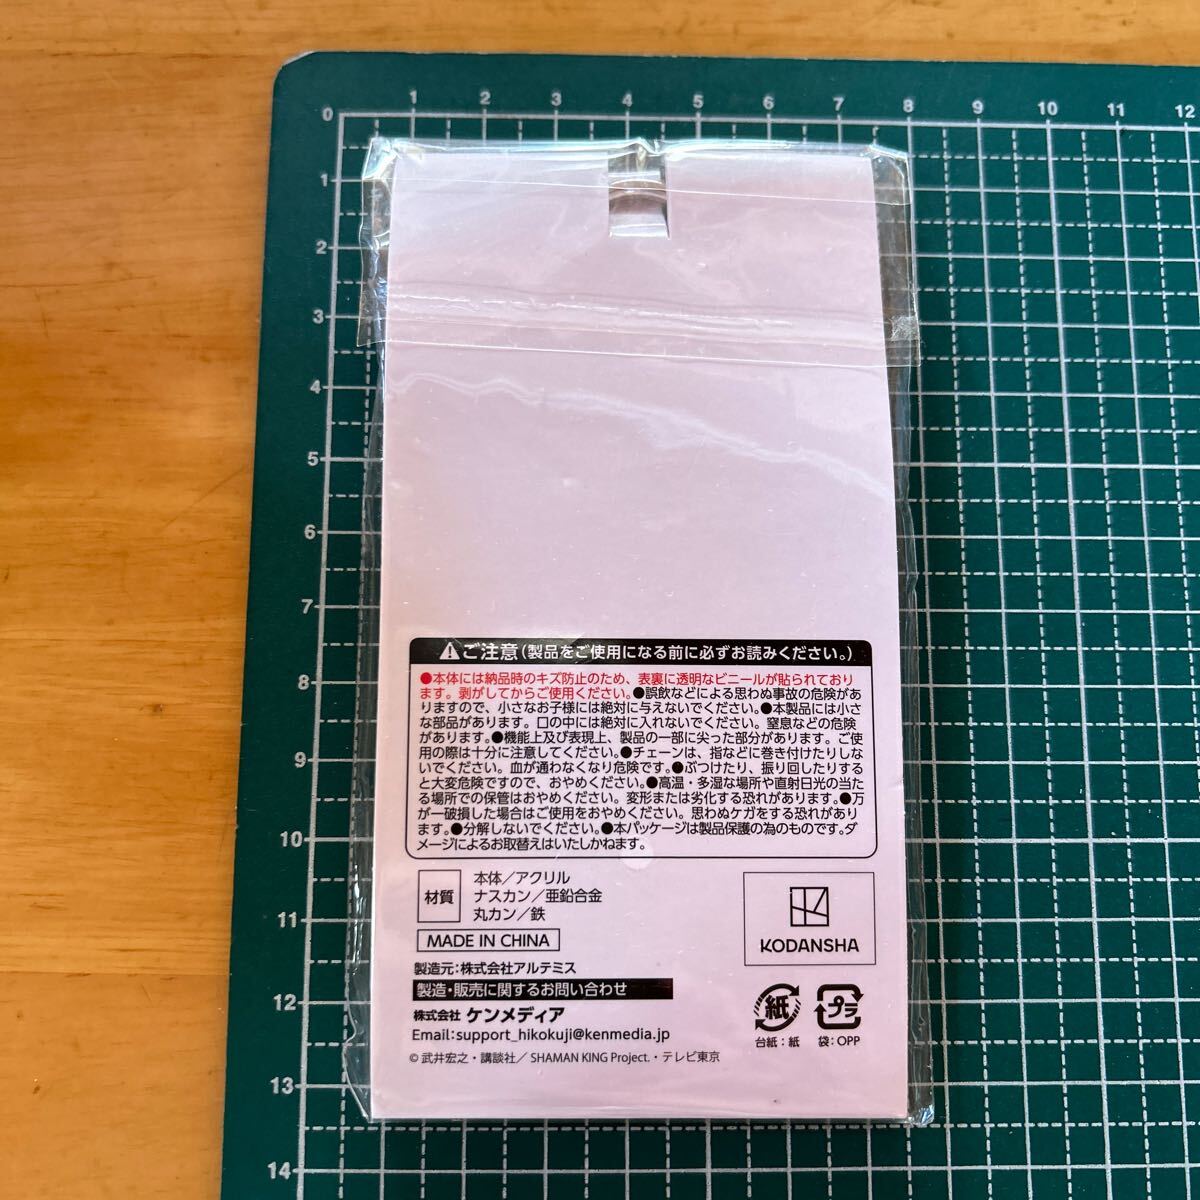 1 2 3 4 5 6 7 8 9 10 11 12
0
1
2
3
4
5
6
7
8
9
10
11
12
13
14
ご注意(製品をご使用になる前に必ずお読みください。)
●本体には納品時のキズ防止のため、表裏に透明なビニールが貼られており
ます。剥がしてからご使用ください。●誤飲などによる思わぬ事故の危険があ
りますので、小さなお子様には絶対に与えないでください。●本製品には小さ
な部品があります。口の中には絶対に入れないでください。窒息などの危険
があります。●機能上及び表現上、製品の一部に尖った部分があります。ご使
用の際は十分に注意してください。●チェーンは、指などに巻き付けたりしな
いでください。血が通わなくなり危険です。●ぶつけたり、振り回したりする
と大変危険ですので、おやめください。●高温・多湿な場所や直射日光の当た
る場所での保管はおやめください。変形または劣化する恐れがあります。●万
が一破損した場合はご使用をおやめください。思わぬケガをする恐れがあり
ます。●分解しないでください。●本パッケージは製品保護の為のものです。ダ
メージによるお取替えはいたしかねます。
材質
本体/アクリル
ナスカン/亜鉛合金
丸カン/鉄
MADE IN CHINA
KODANSHA
製造元:株式会社アルテミス
製造・販売に関するお問い合わせ
株式会社 ケンメディア
Email:support_hikokuji@kenmedia.jp
紙
台紙:紙
プラ
袋:OPP
© 武井宏之・講談社/ SHAMAN KING Project.・テレビ東京